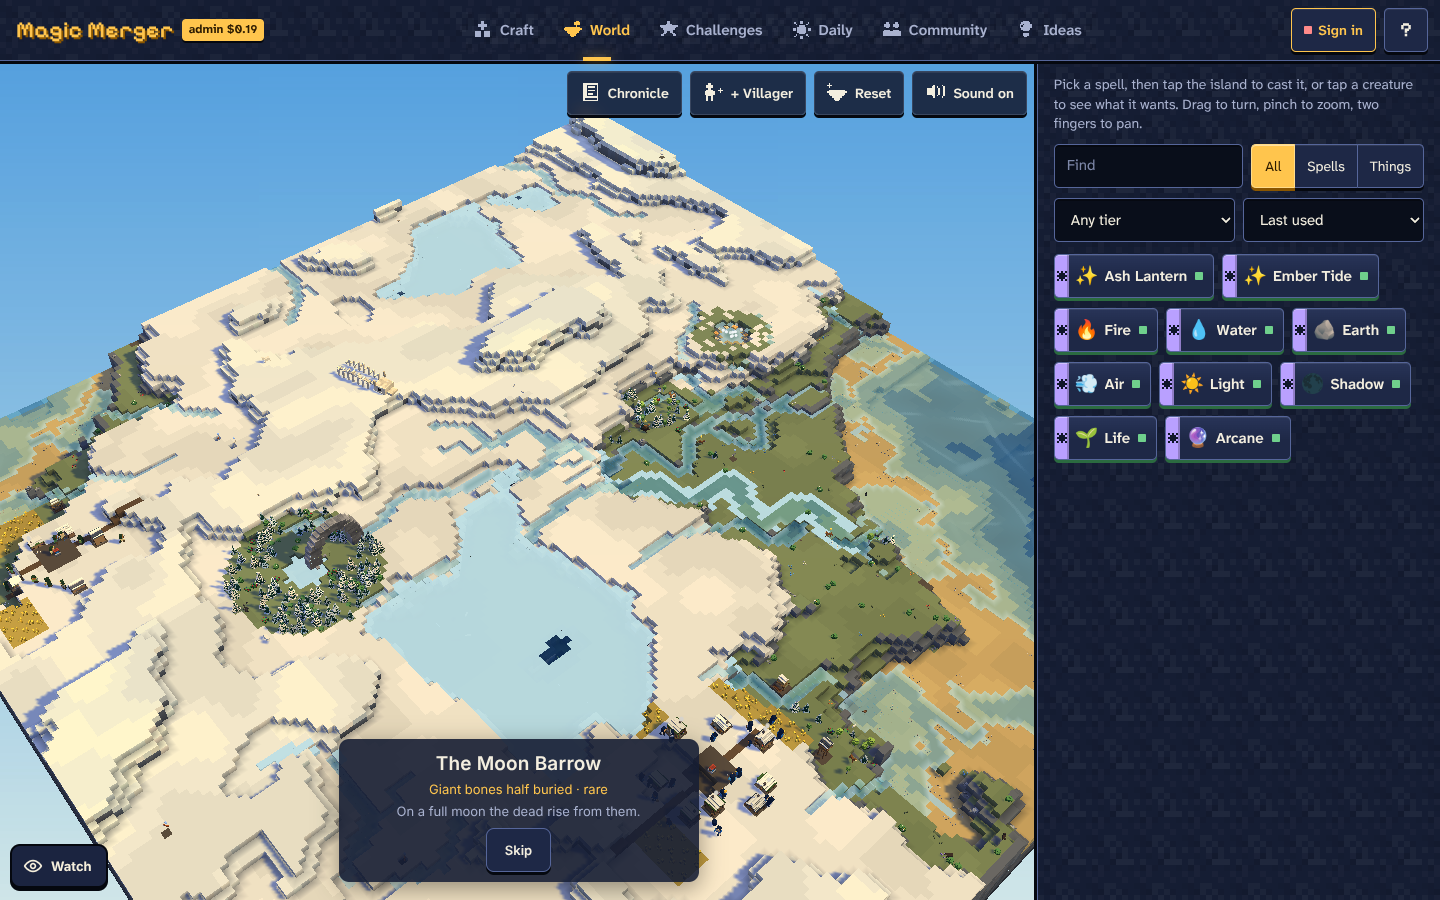 Magic Merger
admin $0.19
Craft
World
Challenges
Daily
Community
Ideas
Sign in
?
Chronicle
+ Villager
Reset
Sound on
Pick a spell, then tap the island to cast it, or tap a creature
to see what it wants. Drag to turn, pinch to zoom, two
fingers to pan.
Find
All
Spells
Things
Any tier
Last used
Ash Lantern
Ember Tide
Fire
Water
Earth
Air
Light
Shadow
Life
Arcane
The Moon Barrow
Giant bones half buried · rare
On a full moon the dead rise from them.
Skip
Watch